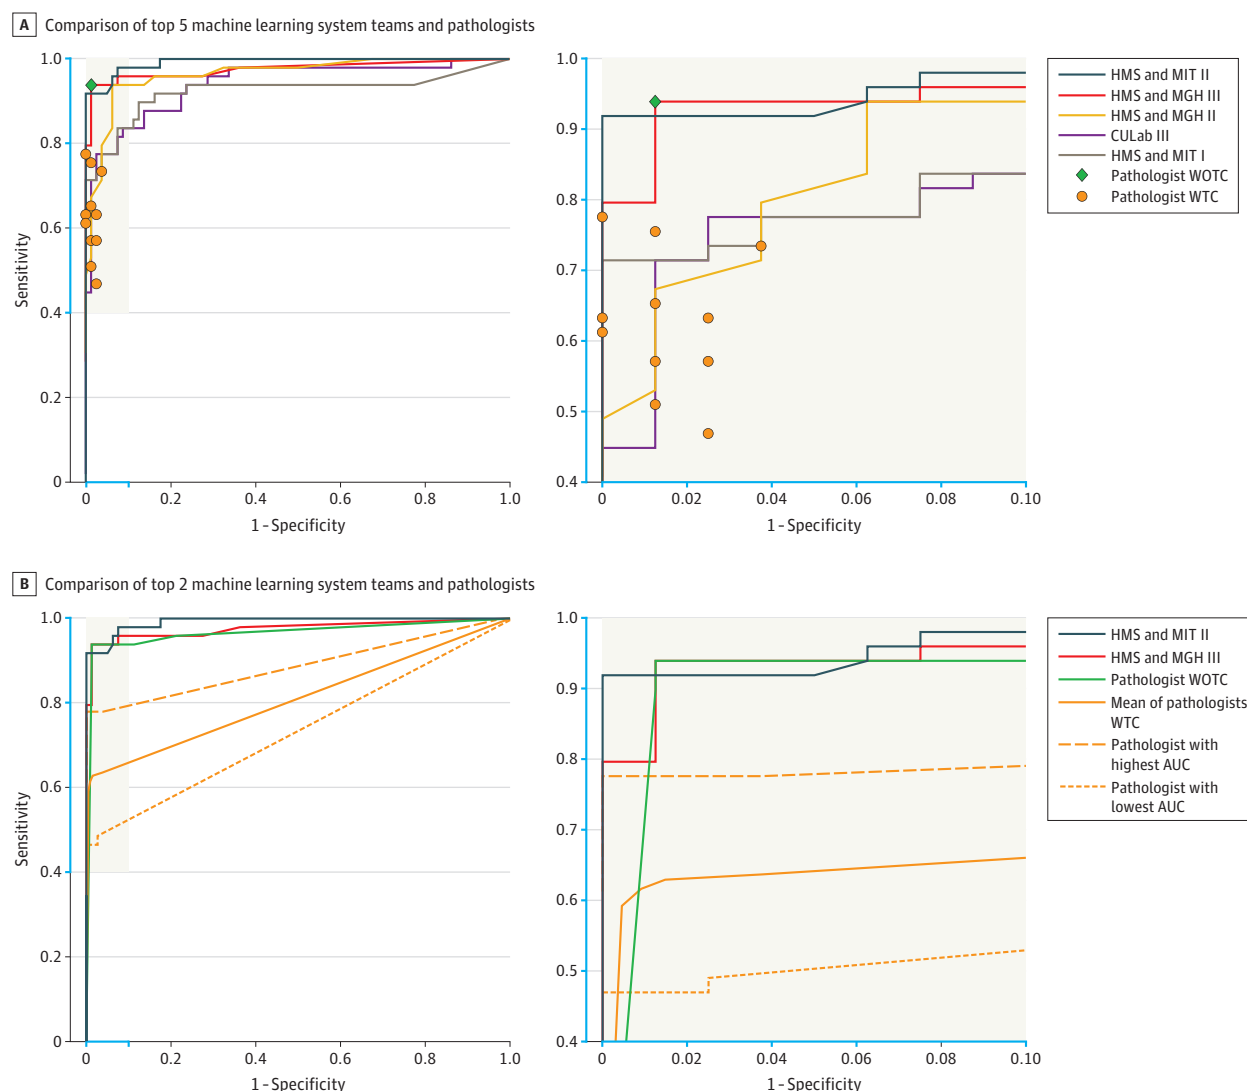 A Comparison of top 5 machine learning system teams and pathologists
1.0
0.8
0.6
0.4
0.2
0
Sensitivity
0 0.2 0.4 0.6 0.8 1.0
1 - Specificity
1.0
0.9
0.8
0.7
0.6
0.5
0.4
0 0.02 0.04 0.06 0.08 0.10
1 - Specificity
HMS and MIT II
HMS and MGH III
HMS and MGH II
CULab III
HMS and MIT I
Pathologist WOTC
Pathologist WTC
B Comparison of top 2 machine learning system teams and pathologists
1.0
0.8
0.6
0.4
0.2
0
Sensitivity
0 0.2 0.4 0.6 0.8 1.0
1 - Specificity
1.0
0.9
0.8
0.7
0.6
0.5
0.4
0 0.02 0.04 0.06 0.08 0.10
1 - Specificity
HMS and MIT II
HMS and MGH III
Pathologist WOTC
Mean of pathologists
WTC
Pathologist with
highest AUC
Pathologist with
lowest AUC